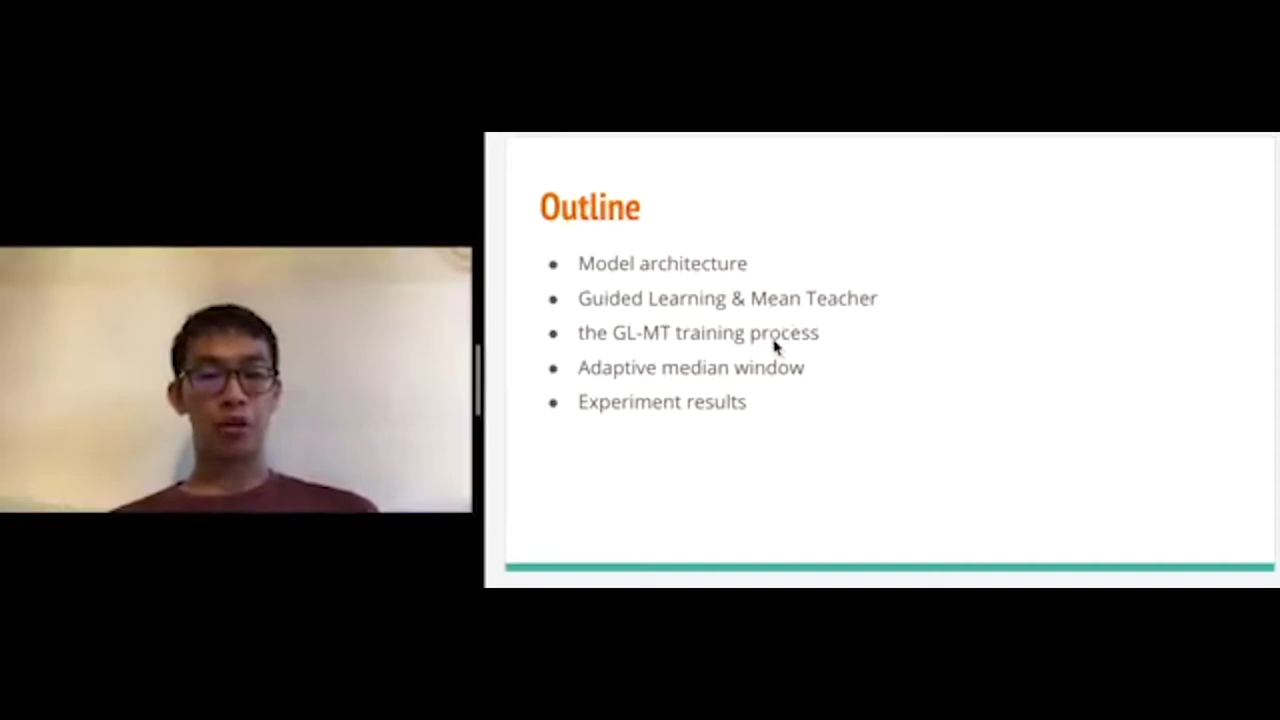 Outline
● Model architecture
● Guided Learning & Mean Teacher
● the GL-MT training process
● Adaptive median window
● Experiment results